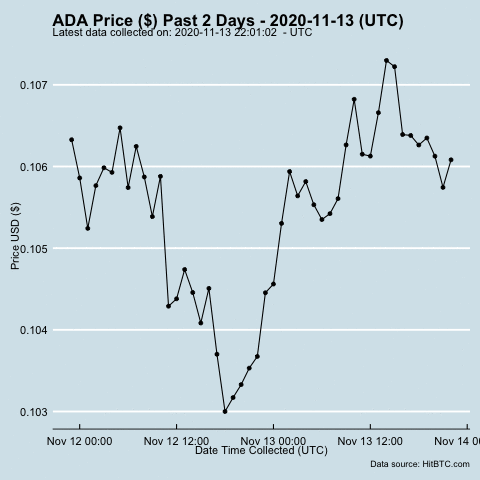 ADA Price ($) Past 2 Days - 2020-11-13 (UTC)
Latest data collected on: 2020-11-13 22:01:02 - UTC
0.107
0.106
0.105
0.104
0.103
Price USD ($)
Nov 12 00:00 Nov 12 12:00 Nov 13 00:00 Nov 13 12:00 Nov 14 0
Date Time Collected (UTC)
Data source: HitBTC.com